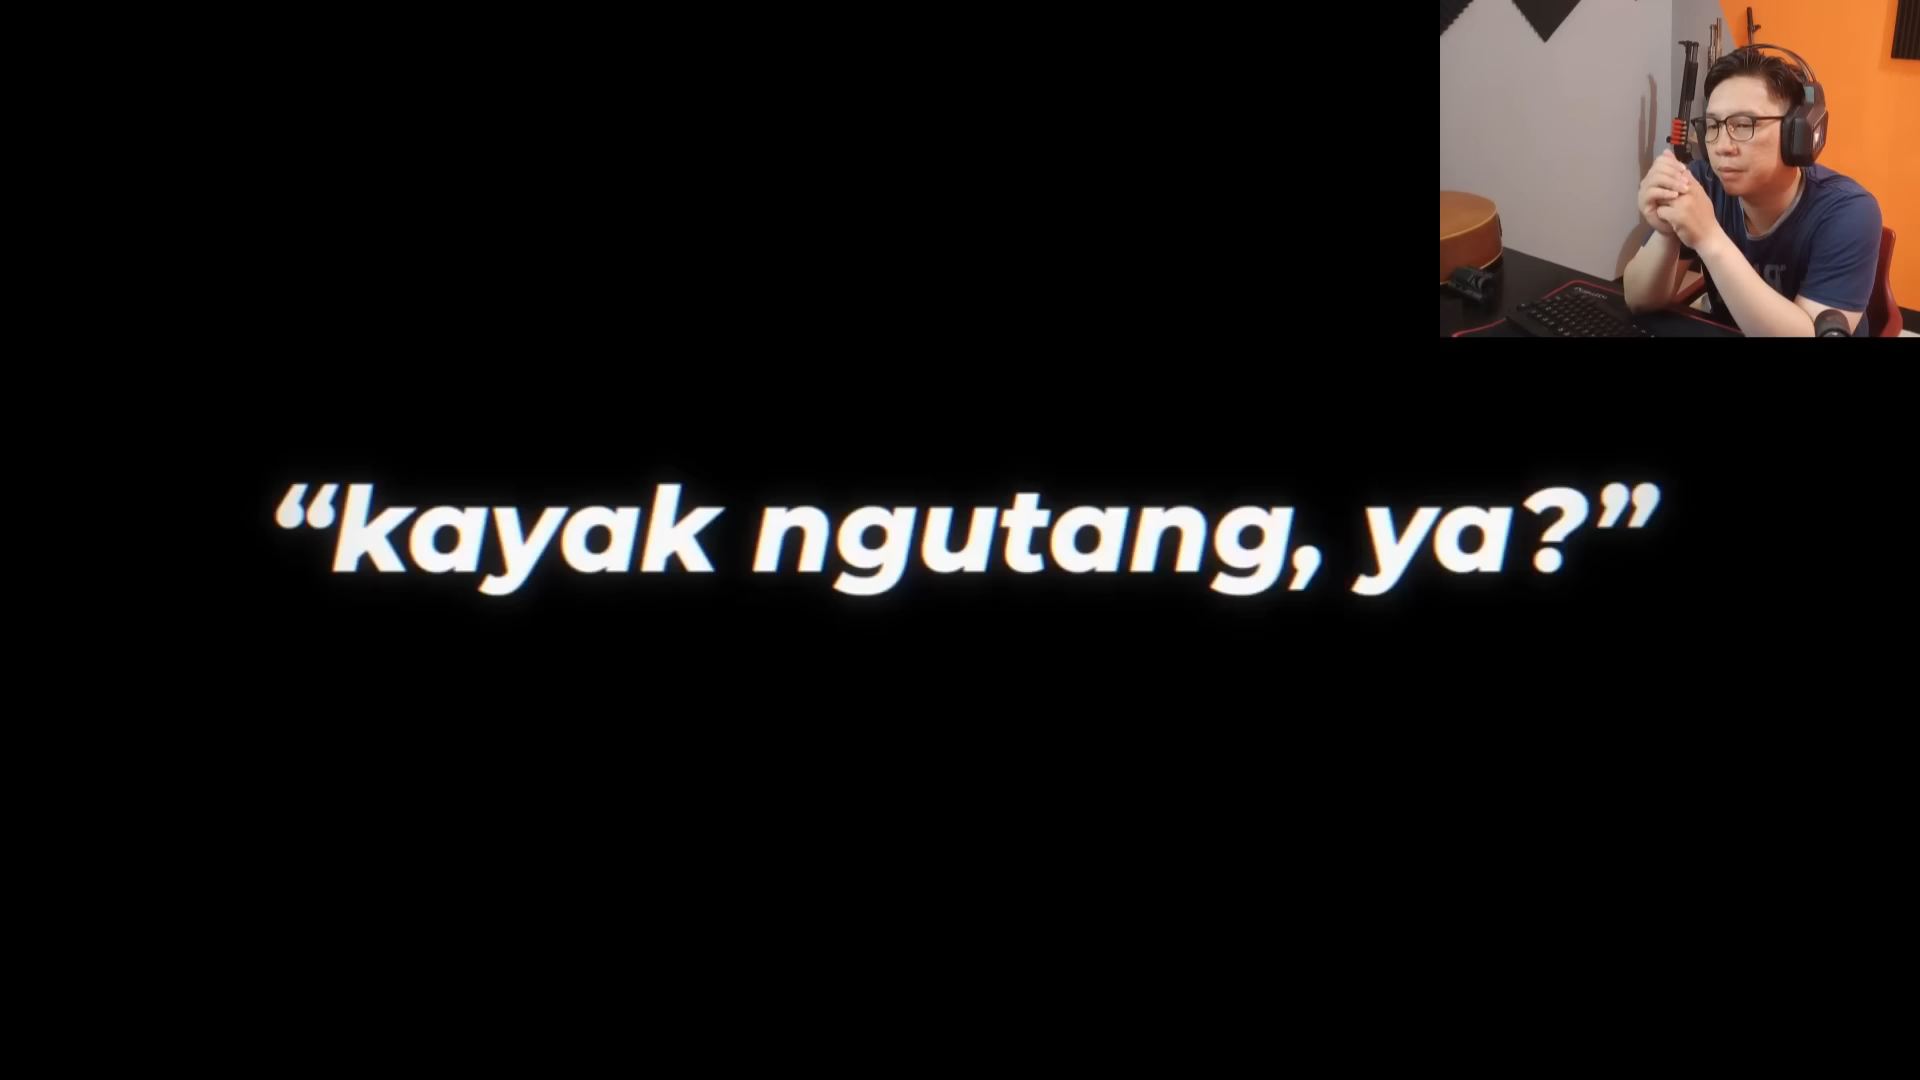 “kayak ngutang, ya?”